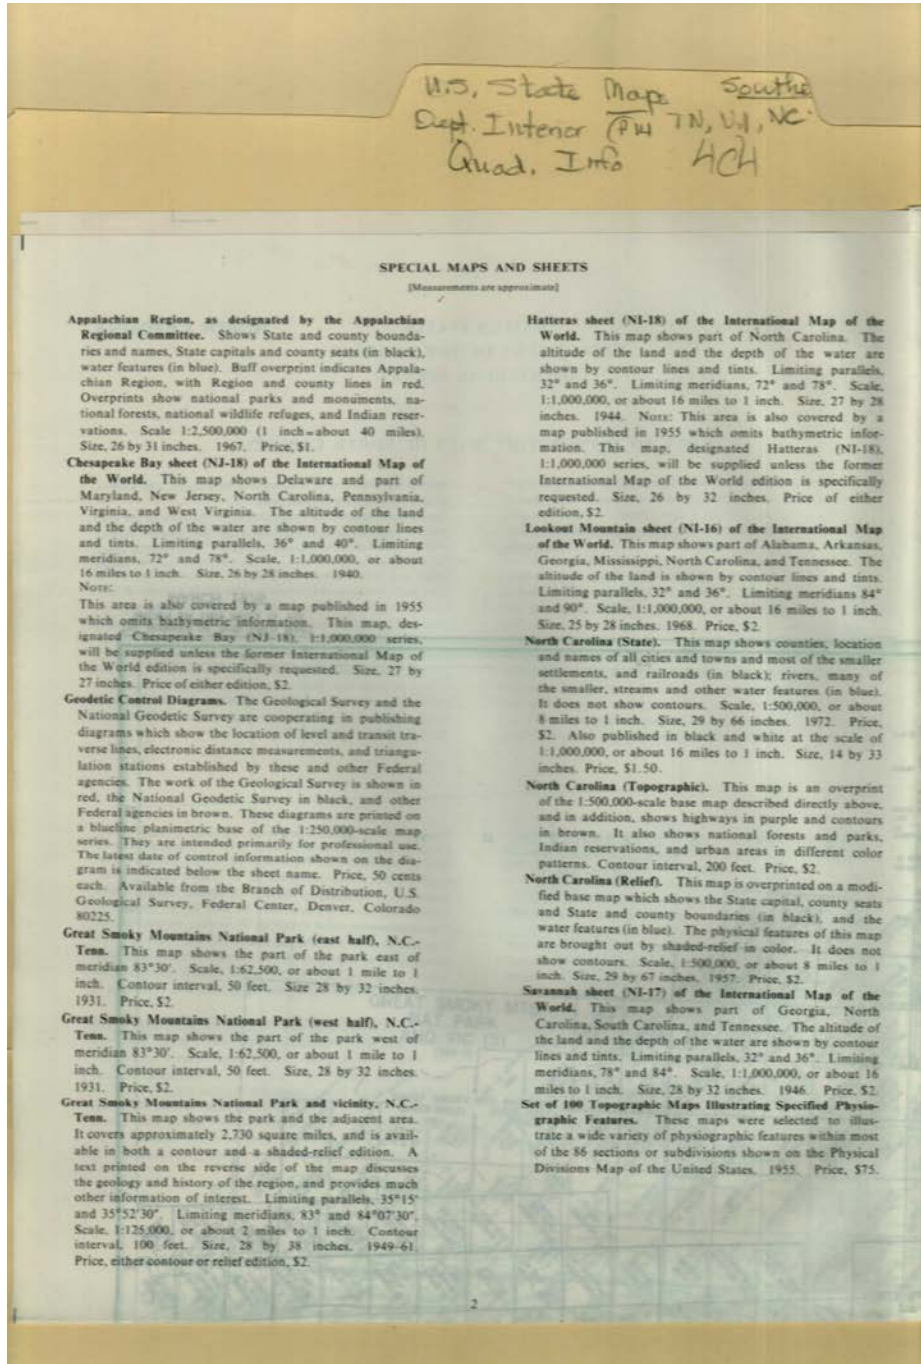 U.S. State Map Southe
Dept. Interior TN, VA, NC.
Quad. Info 4CH
SPECIAL MAPS AND SHEETS
[Measurements are approximate]
Appalachian Region, as designated by the Appalachian
Regional Committee. Shows State and county bounda-
ries and names, State capitals and county seats (in black),
water features (in blue). Buff overprint indicates Appala-
chian Region, with Region and county lines in red.
Overprints show national parks and monuments, na-
tional forests, national wildlife refuges, and Indian reser-
vations. Scale 1:2,500,000 (1 inch=about 40 miles).
Size, 26 by 31 inches. 1967. Price, $1.
Chesapeake Bay sheet (NJ-18) of the International Map of
the World. This map shows Delaware and part of
Maryland, New Jersey, North Carolina, Pennsylvania,
Virginia, and West Virginia. The altitude of the land
and the depth of the water are shown by contour lines
and tints. Limiting parallels, 36° and 40°. Limiting
meridians, 72° and 78°. Scale, 1:1,000,000, or about
16 miles to 1 inch. Size, 26 by 28 inches. 1940.
NOTE:
This area is also covered by a map published in 1955
which omits bathymetric information. This map, des-
ignated Chesapeake Bay (NJ-18), 1:1,000,000 series,
will be supplied unless the former International Map of
the World edition is specifically requested. Size, 27 by
27 inches. Price of either edition, $2.
Geodetic Control Diagrams. The Geological Survey and the
National Geodetic Survey are cooperating in publishing
diagrams which show the location of level and transit tra-
verse lines, electronic distance measurements, and triangu-
lation stations established by these and other Federal
agencies. The work of the Geological Survey is shown in
red, the National Geodetic Survey in black, and other
Federal agencies in brown. These diagrams are printed on
a blueline planimetric base of the 1:250,000-scale map
series. They are intended primarily for professional use.
The latest date of control information shown on the dia-
gram is indicated below the sheet name. Price, 50 cents
each. Available from the Branch of Distribution, U.S.
Geological Survey, Federal Center, Denver, Colorado
80225.
Great Smoky Mountains National Park (east half), N.C.-
Tenn. This map shows the part of the park east of
meridian 83°30′. Scale, 1:62,500, or about 1 mile to 1
inch. Contour interval, 50 feet. Size 28 by 32 inches.
1931. Price, $2.
Great Smoky Mountains National Park (west half), N.C.-
Tenn. This map shows the part of the park west of
meridian 83°30′. Scale, 1:62,500, or about 1 mile to 1
inch. Contour interval, 50 feet. Size, 28 by 32 inches.
1931. Price, $2.
Great Smoky Mountains National Park and vicinity, N.C.-
Tenn. This map shows the park and the adjacent area.
It covers approximately 2,730 square miles, and is avail-
able in both a contour and a shaded-relief edition. A
text printed on the reverse side of the map discusses
the geology and history of the region, and provides much
other information of interest. Limiting parallels, 35°15′
and 35°52′30″. Limiting meridians, 83° and 84°07′30″.
Scale, 1:125,000, or about 2 miles to 1 inch. Contour
interval, 100 feet. Size, 28 by 38 inches. 1949-61.
Price, either contour or relief edition, $2.
Hatteras sheet (NI-18) of the International Map of the
World. This map shows part of North Carolina. The
altitude of the land and the depth of the water are
shown by contour lines and tints. Limiting parallels,
32° and 36°. Limiting meridians, 72° and 78°. Scale,
1:1,000,000, or about 16 miles to 1 inch. Size, 27 by 28
inches. 1944. NOTE: This area is also covered by a
map published in 1955 which omits bathymetric infor-
mation. This map, designated Hatteras (NI-18),
1:1,000,000 series, will be supplied unless the former
International Map of the World edition is specifically
requested. Size, 26 by 32 inches. Price of either
edition, $2.
Lookout Mountain sheet (NI-16) of the International Map
of the World. This map shows part of Alabama, Arkansas,
Georgia, Mississippi, North Carolina, and Tennessee. The
altitude of the land is shown by contour lines and tints.
Limiting parallels, 32° and 36°. Limiting meridians 84°
and 90°. Scale, 1:1,000,000, or about 16 miles to 1 inch.
Size, 25 by 28 inches. 1968. Price, $2.
North Carolina (State). This map shows counties, location
and names of all cities and towns and most of the smaller
settlements, and railroads (in black); rivers, many of
the smaller, streams and other water features (in blue).
It does not show contours. Scale, 1:500,000, or about
8 miles to 1 inch. Size, 29 by 66 inches. 1972. Price,
$2. Also published in black and white at the scale of
1:1,000,000, or about 16 miles to 1 inch. Size, 14 by 33
inches. Price, $1.50.
North Carolina (Topographic). This map is an overprint
of the 1:500,000-scale base map described directly above,
and in addition, shows highways in purple and contours
in brown. It also shows national forests and parks,
Indian reservations, and urban areas in different color
patterns. Contour interval, 200 feet. Price, $2.
North Carolina (Relief). This map is overprinted on a modi-
fied base map which shows the State capital, county seats
and State and county boundaries (in black), and the
water features (in blue). The physical features of this map
are brought out by shaded-relief in color. It does not
show contours. Scale, 1:500,000, or about 8 miles to 1
inch. Size, 29 by 67 inches. 1957. Price, $2.
Savannah sheet (NI-17) of the International Map of the
World. This map shows part of Georgia, North
Carolina, South Carolina, and Tennessee. The altitude of
the land and the depth of the water are shown by contour
lines and tints. Limiting parallels, 32° and 36°. Limiting
meridians, 78° and 84°. Scale, 1:1,000,000, or about 16
miles to 1 inch. Size, 28 by 32 inches. 1946. Price, $2.
Set of 100 Topographic Maps Illustrating Specified Physio-
graphic Features. These maps were selected to illus-
trate a wide variety of physiographic features within most
of the 86 sections or subdivisions shown on the Physical
Divisions Map of the United States. 1955. Price, $75.
2